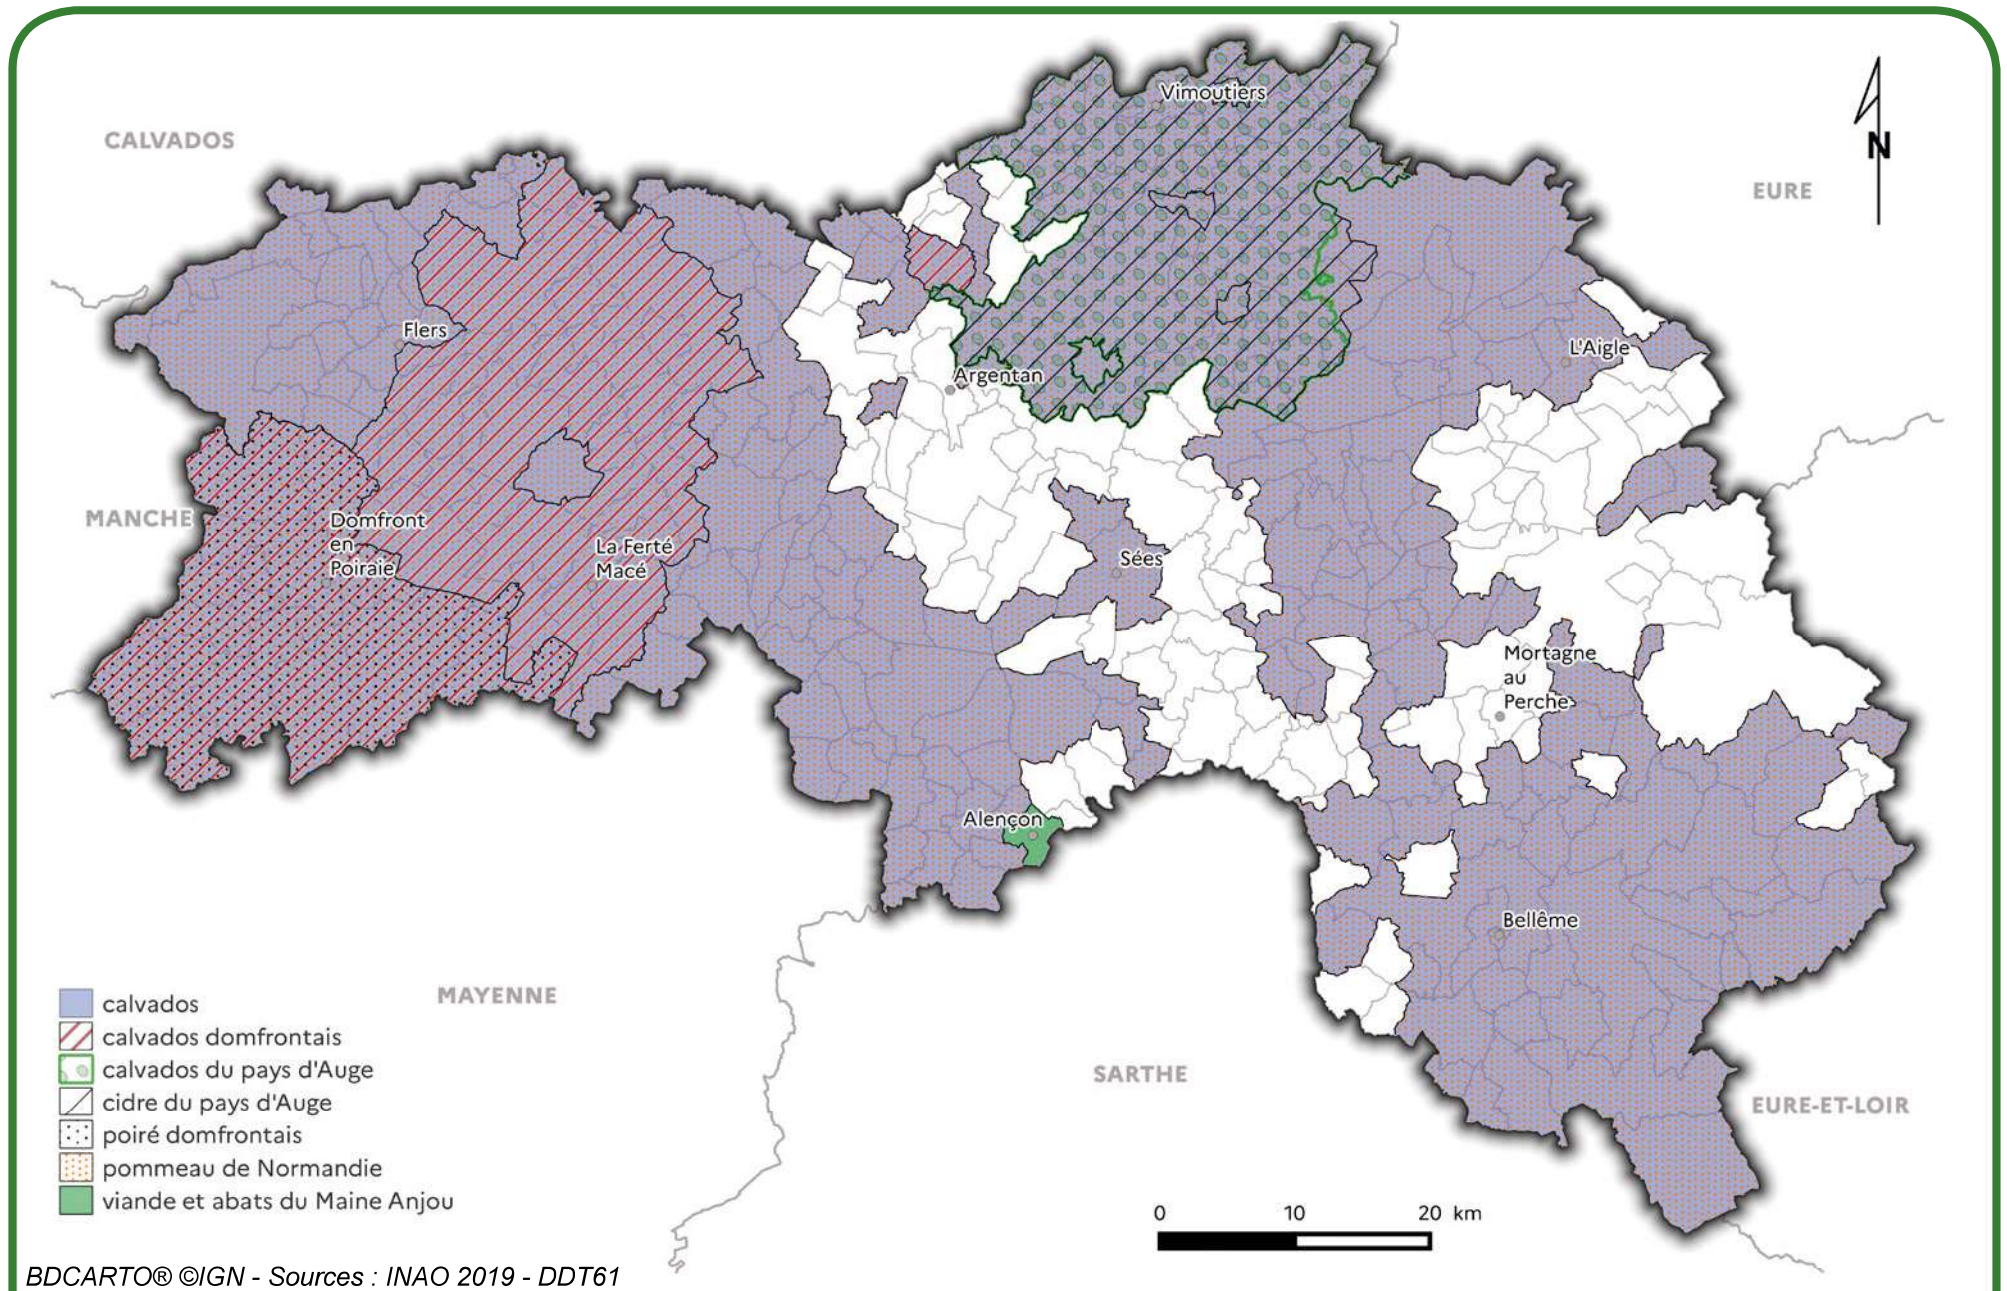 CALVADOS
Vimoutiers
N
EURE
Flers
L'Aigle
Argentan
MANCHE
Domfront
en
Poiraie
La Ferté
Macé
Sées
Mortagne
au
Perche
Alençon
Bellême
MAYENNE
SARTHE
EURE-ET-LOIR
calvados
calvados domfrontais
calvados du pays d'Auge
cidre du pays d'Auge
poiré domfrontais
pommeau de Normandie
viande et abats du Maine Anjou
0 10 20 km
BDCARTO® ©IGN - Sources : INAO 2019 - DDT61